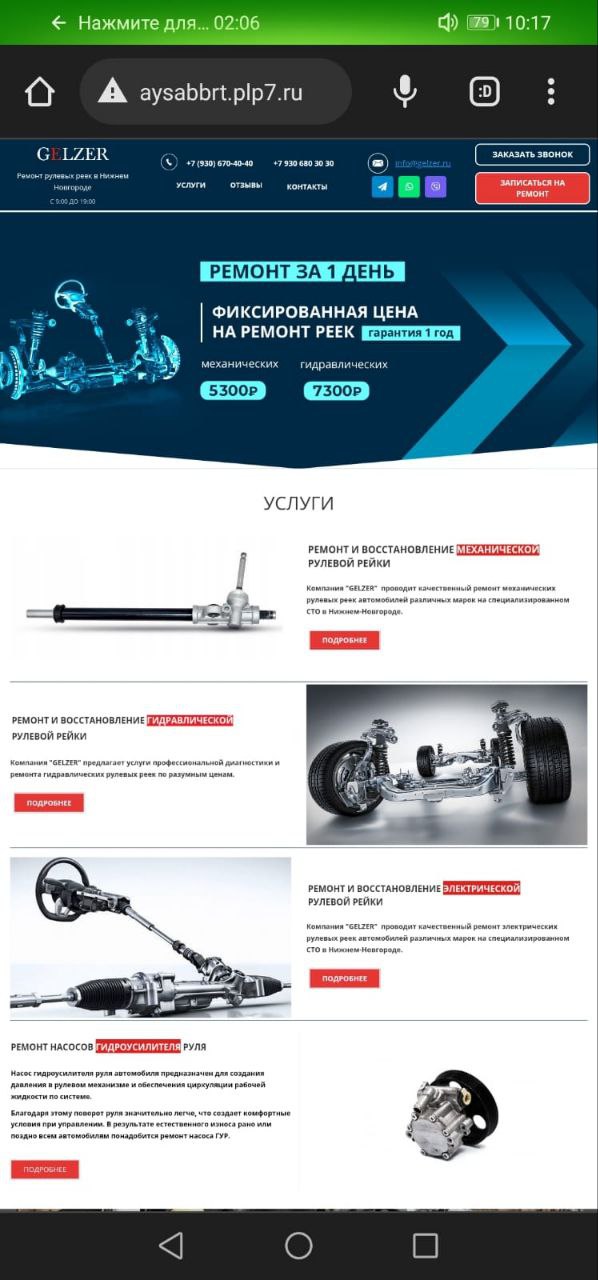 Нажмите для... 02:06
79
10:17
:D
aysabbrt.plp7.ru
GELZER
Ремонт рулевых реек в Нижнем
Новгороде
С 9:00 ДО 19:00
+7 (930) 670-40-40
+7 930 680 30 30
УСЛУГИ
ОТЗЫВЫ
КОНТАКТЫ
info@gelzer.ru
ЗАКАЗАТЬ ЗВОНОК
ЗАПИСАТЬСЯ НА
РЕМОНТ
РЕМОНТ ЗА 1 ДЕНЬ
ФИКСИРОВАННАЯ ЦЕНА
НА РЕМОНТ РЕЕК гарантия 1 год
механических
гидравлических
5300₽
7300₽
УСЛУГИ
РЕМОНТ И ВОССТАНОВЛЕНИЕ МЕХАНИЧЕСКОЙ
РУЛЕВОЙ РЕЙКИ
Компания "GELZER" проводит качественный ремонт механических
рулевых реек автомобилей различных марок на специализированном
СТО в Нижнем-Новгороде.
ПОДРОБНЕЕ
РЕМОНТ И ВОССТАНОВЛЕНИЕ ГИДРАВЛИЧЕСКОЙ
РУЛЕВОЙ РЕЙКИ
Компания "GELZER" предлагает услуги профессиональной диагностики и
ремонта гидравлических рулевых реек по разумным ценам.
ПОДРОБНЕЕ
РЕМОНТ И ВОССТАНОВЛЕНИЕ ЭЛЕКТРИЧЕСКОЙ
РУЛЕВОЙ РЕЙКИ
Компания "GELZER" проводит качественный ремонт электрических
рулевых реек автомобилей различных марок на специализированном
СТО в Нижнем-Новгороде.
ПОДРОБНЕЕ
РЕМОНТ НАСОСОВ ГИДРОУСИЛИТЕЛЯ РУЛЯ
Насос гидроусилителя руля автомобиля предназначен для создания
давления в рулевом механизме и обеспечения циркуляции рабочей
жидкости по системе.
Благодаря этому поворот руля значительно легче, что создает комфортные
условия при управлении. В результате естественного износа рано или
поздно всем автомобилям понадобится ремонт насоса ГУР.
ПОДРОБНЕЕ